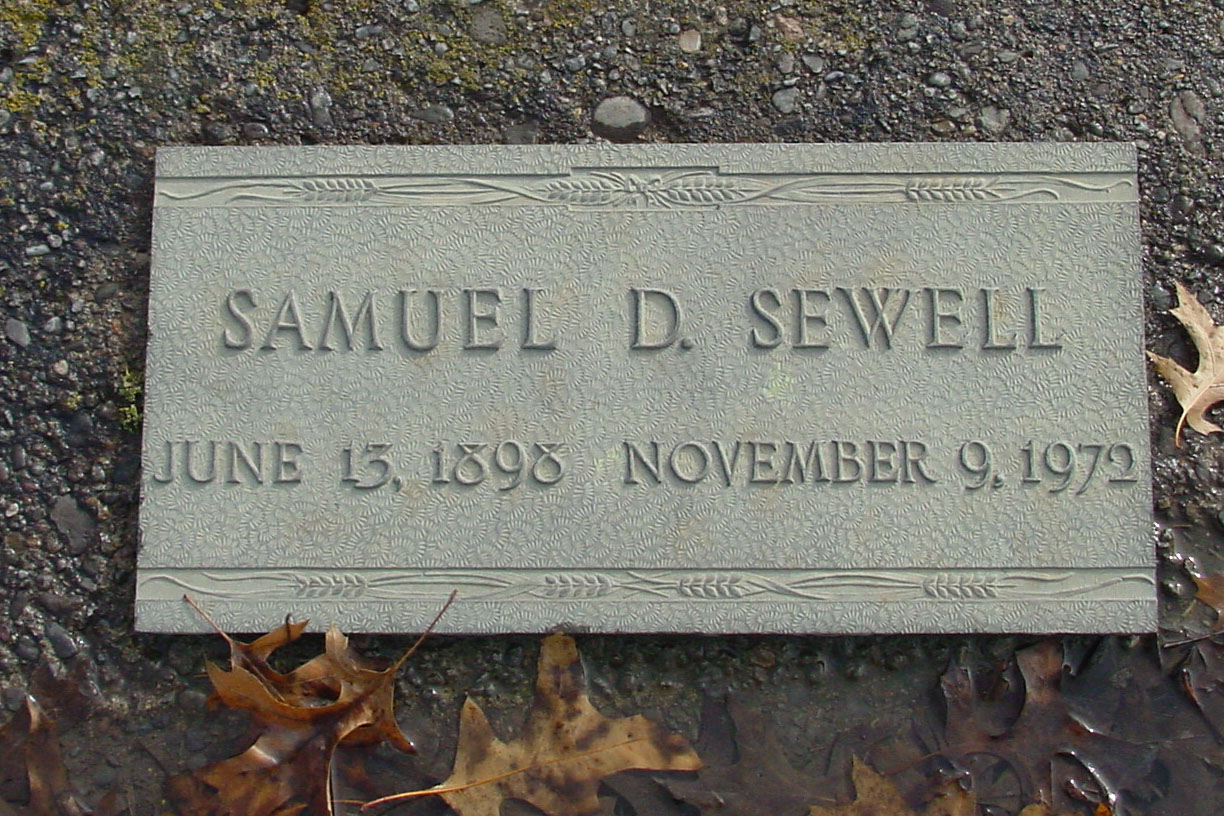 SAMUEL D. SEWELL
JUNE 13, 1898 NOVEMBER 9, 1972